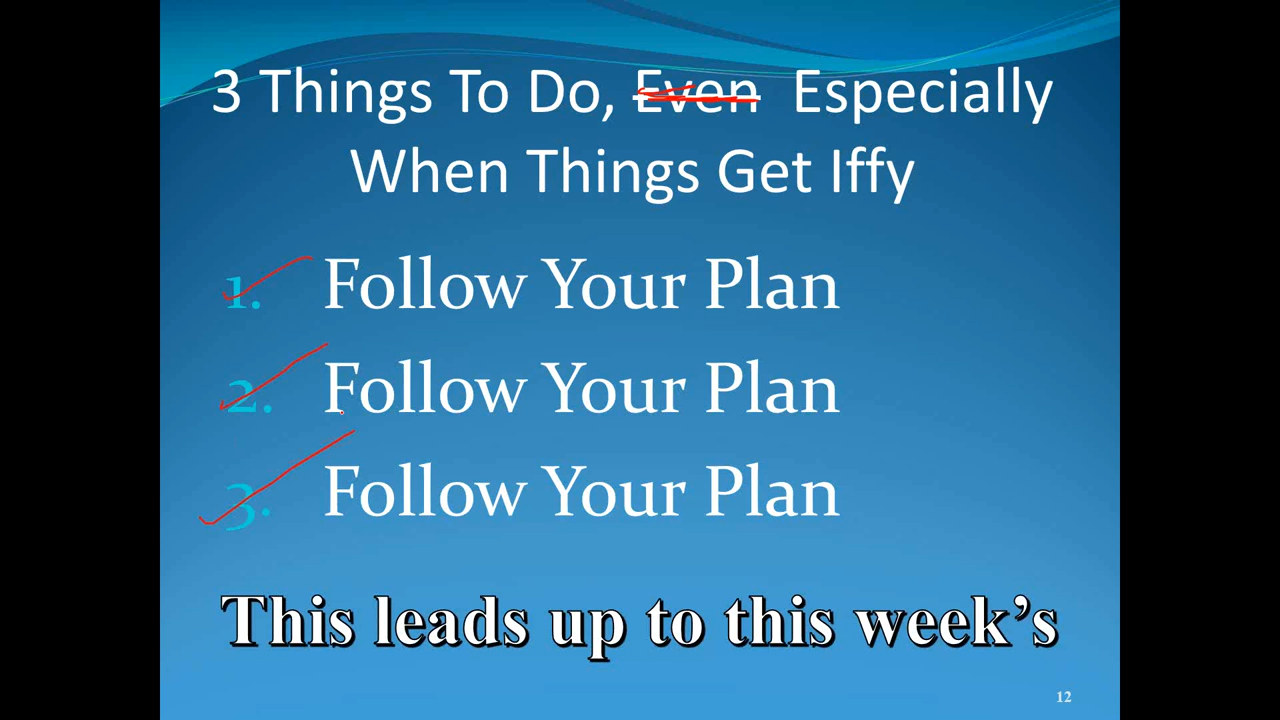 3 Things To Do, Even Especially
When Things Get Iffy
1. Follow Your Plan
2. Follow Your Plan
3. Follow Your Plan
This leads up to this week’s
12